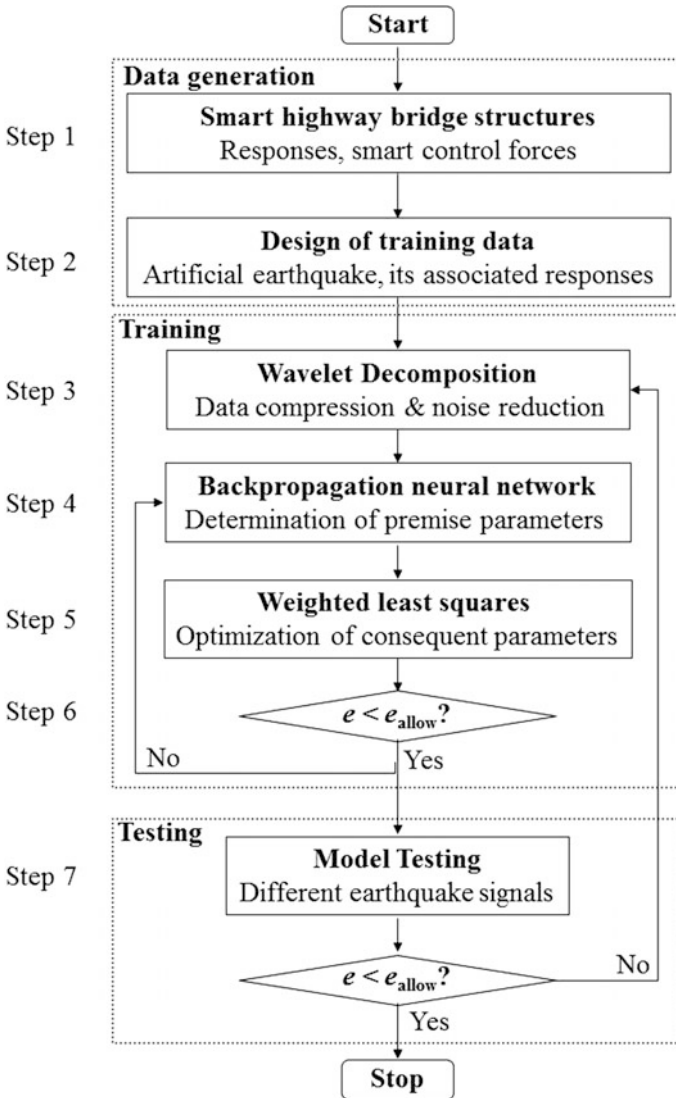 Start
Data generation
Step 1
Smart highway bridge structures
Responses, smart control forces
Step 2
Design of training data
Artificial earthquake, its associated responses
Training
Step 3
Wavelet Decomposition
Data compression & noise reduction
Step 4
Backpropagation neural network
Determination of premise parameters
Step 5
Weighted least squares
Optimization of consequent parameters
Step 6
e < eallow?
No
Yes
Testing
Step 7
Model Testing
Different earthquake signals
e < eallow?
No
Yes
Stop